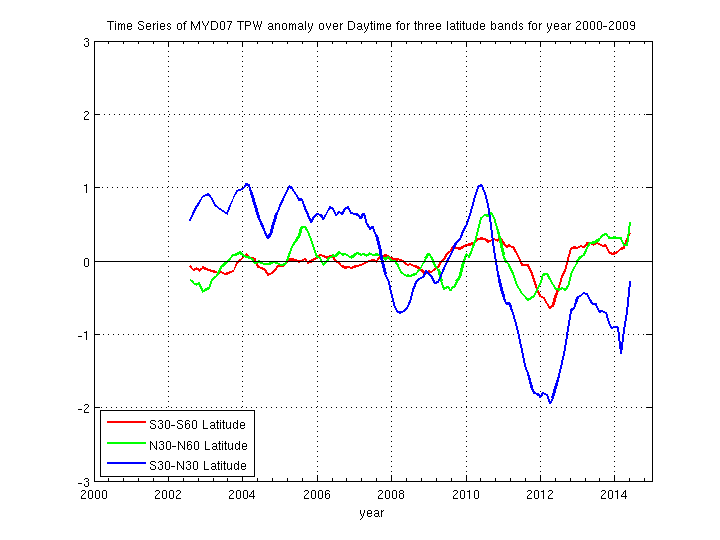 Time Series of MYD07 TPW anomaly over Daytime for three latitude bands for year 2000-2009
3
2
1
0
-1
-2
-3
S30-S60 Latitude
N30-N60 Latitude
S30-N30 Latitude
2000 2002 2004 2006 2008 2010 2012 2014
year